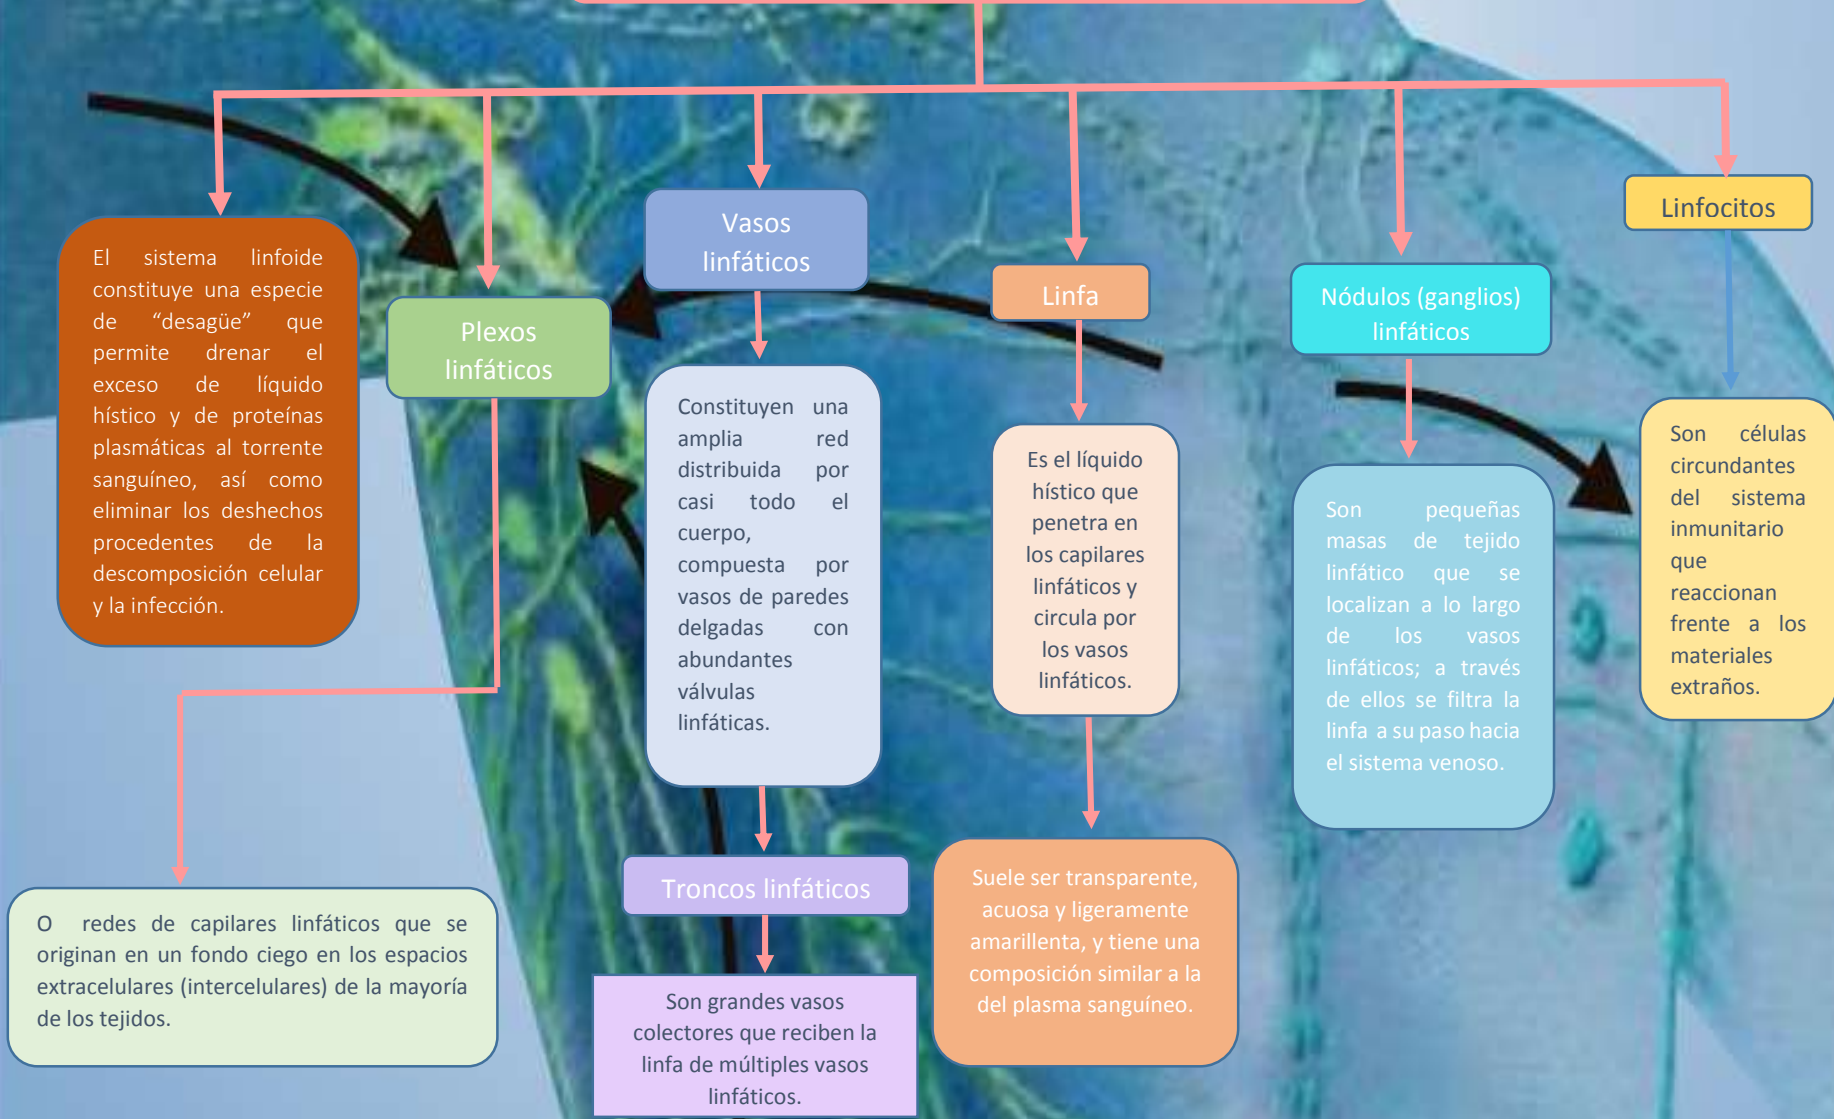 El sistema linfoide
constituye una especie
de “desagüe” que
permite drenar el
exceso de líquido
hístico y de proteínas
plasmáticas al torrente
sanguíneo, así como
eliminar los deshechos
procedentes de la
descomposición celular
y la infección.
Plexos
linfáticos
O redes de capilares linfáticos que se
originan en un fondo ciego en los espacios
extracelulares (intercelulares) de la mayoría
de los tejidos.
Vasos
linfáticos
Constituyen una
amplia red
distribuida por
casi todo el
cuerpo,
compuesta por
vasos de paredes
delgadas con
abundantes
válvulas
linfáticas.
Troncos linfáticos
Son grandes vasos
colectores que reciben la
linfa de múltiples vasos
linfáticos.
Linfa
Es el líquido
hístico que
penetra en
los capilares
linfáticos y
circula por
los vasos
linfáticos.
Suele ser transparente,
acuosa y ligeramente
amarillenta, y tiene una
composición similar a la
del plasma sanguíneo.
Nódulos (ganglios)
linfáticos
Son pequeñas
masas de tejido
linfático que se
localizan a lo largo
de los vasos
linfáticos; a través
de ellos se filtra la
linfa a su paso hacia
el sistema venoso.
Linfocitos
Son células
circundantes
del sistema
inmunitario
que
reaccionan
frente a los
materiales
extraños.